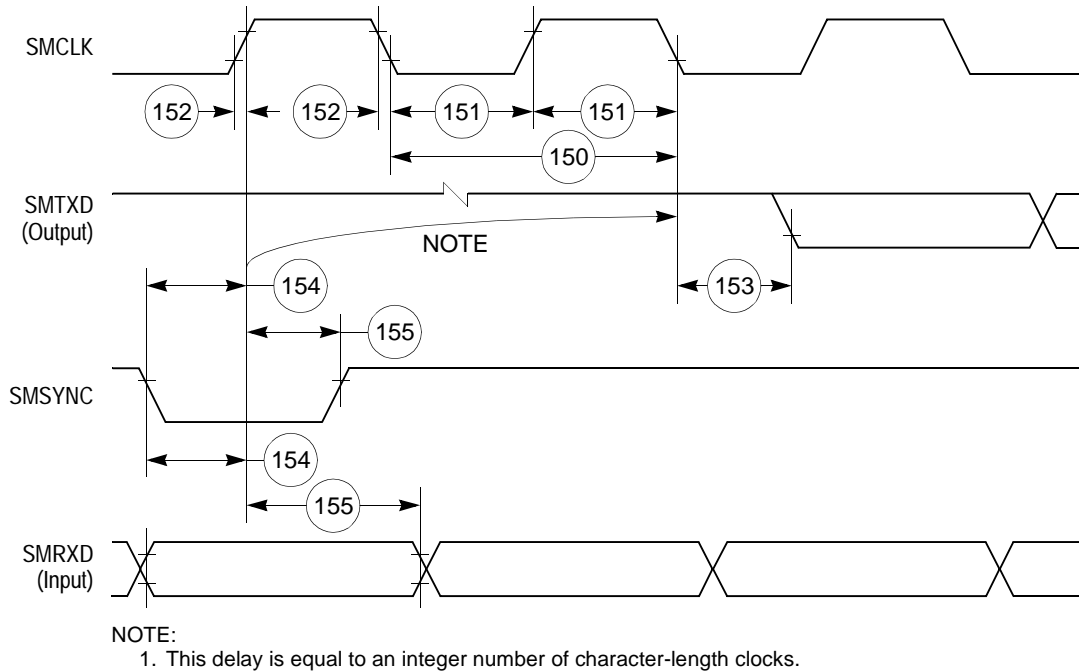 SMCLK
152 152 151 151
150
SMTXD
(Output)
NOTE
154 153
155
SMSYNC
154
155
SMRXD
(Input)
NOTE:
1. This delay is equal to an integer number of character-length clocks.